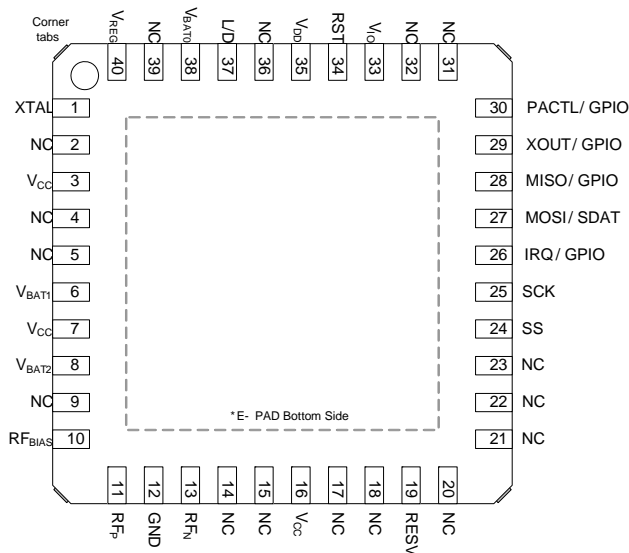 Corner
tabs
VREG
NC
VBAT0
L/D
NC
VDD
RST
VIO
NC
NC
40
39
38
37
36
35
34
33
32
31
XTAL 1
NC 2
VCC 3
NC 4
NC 5
VBAT1 6
VCC 7
VBAT2 8
NC 9
RFBIAS 10
30 PACTL/ GPIO
29 XOUT/ GPIO
28 MISO/ GPIO
27 MOSI/ SDAT
26 IRQ/ GPIO
25 SCK
24 SS
23 NC
22 NC
21 NC
*E- PAD Bottom Side
11
12
13
14
15
16
17
18
19
20
RFP
GND
RFN
NC
NC
VCC
NC
NC
RESV
NC